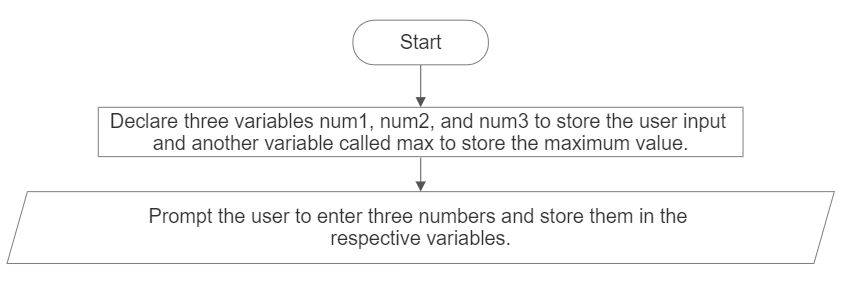 Start
Declare three variables num1, num2, and num3 to store the user input
and another variable called max to store the maximum value.
Prompt the user to enter three numbers and store them in the
respective variables.